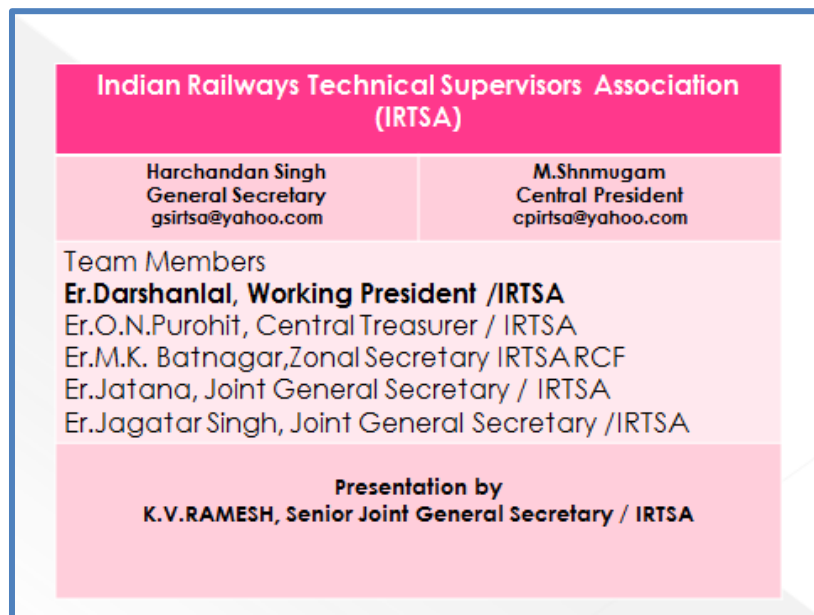 Indian Railways Technical Supervisors Association
(IRTSA)
Harchandan Singh
General Secretary
gsirtsa@yahoo.com
M.Shnmugam
Central President
cpirtsa@yahoo.com
Team Members
Er.Darshanlal, Working President /IRTSA
Er.O.N.Purohit, Central Treasurer / IRTSA
Er.M.K. Batnagar,Zonal Secretary IRTSARCF
Er.Jatana, Joint General Secretary / IRTSA
Er.Jagatar Singh, Joint General Secretary /IRTSA
Presentation by
K.V.RAMESH, Senior Joint General Secretary / IRTSA